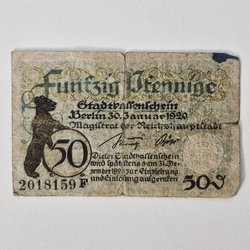 Fünfzig Pfennige
Stadtkassenschein
Berlin 30. Januar 1920
Magistrat der Reichshauptstadt
50
Dieser Stadtkassenschein
wird spätestens am 31. De-
zember 1920 zur Einziehung
und Einlösung aufgerufen
2018159 F
50